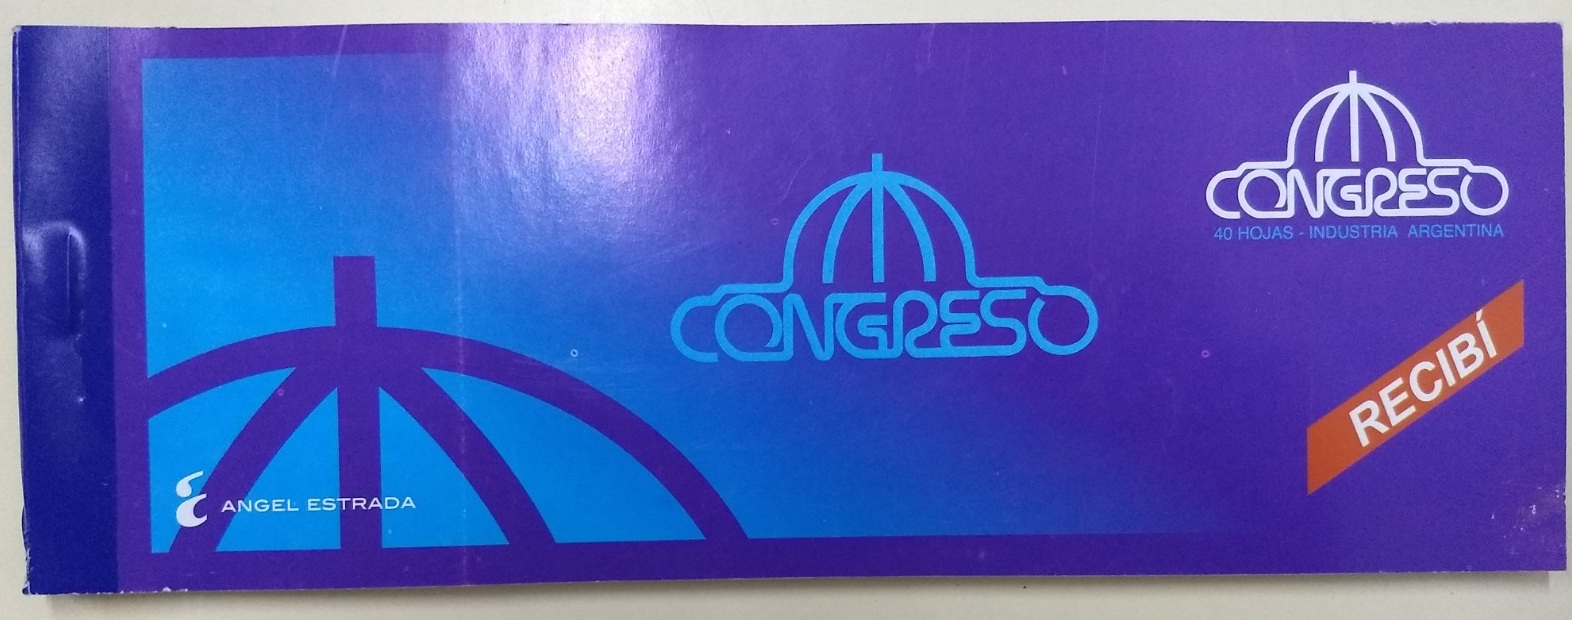 CONGRESO
40 HOJAS - INDUSTRIA ARGENTINA
CONGRESO
RECIBÍ
ANGEL ESTRADA